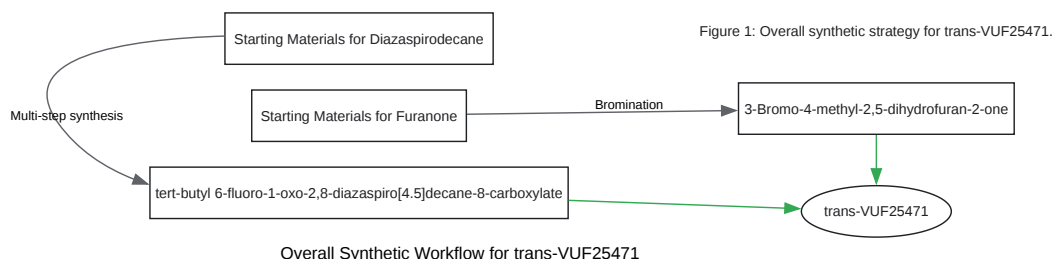 Starting Materials for Diazaspirodecane
Figure 1: Overall synthetic strategy for trans-VUF25471.
Multi-step synthesis
Starting Materials for Furanone
Bromination
3-Bromo-4-methyl-2,5-dihydrofuran-2-one
tert-butyl 6-fluoro-1-oxo-2,8-diazaspiro[4.5]decane-8-carboxylate
trans-VUF25471
Overall Synthetic Workflow for trans-VUF25471